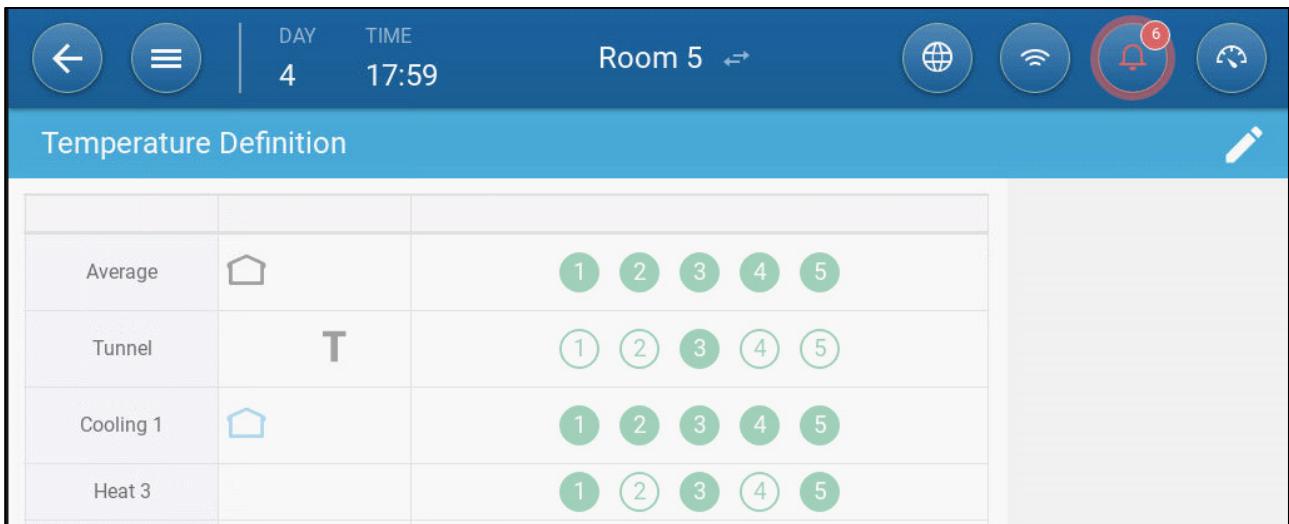 DAY TIME
4 17:59 Room 5 6
Temperature Definition
Average 1 2 3 4 5
Tunnel T 1 2 3 4 5
Cooling 1 1 2 3 4 5
Heat 3 1 2 3 4 5